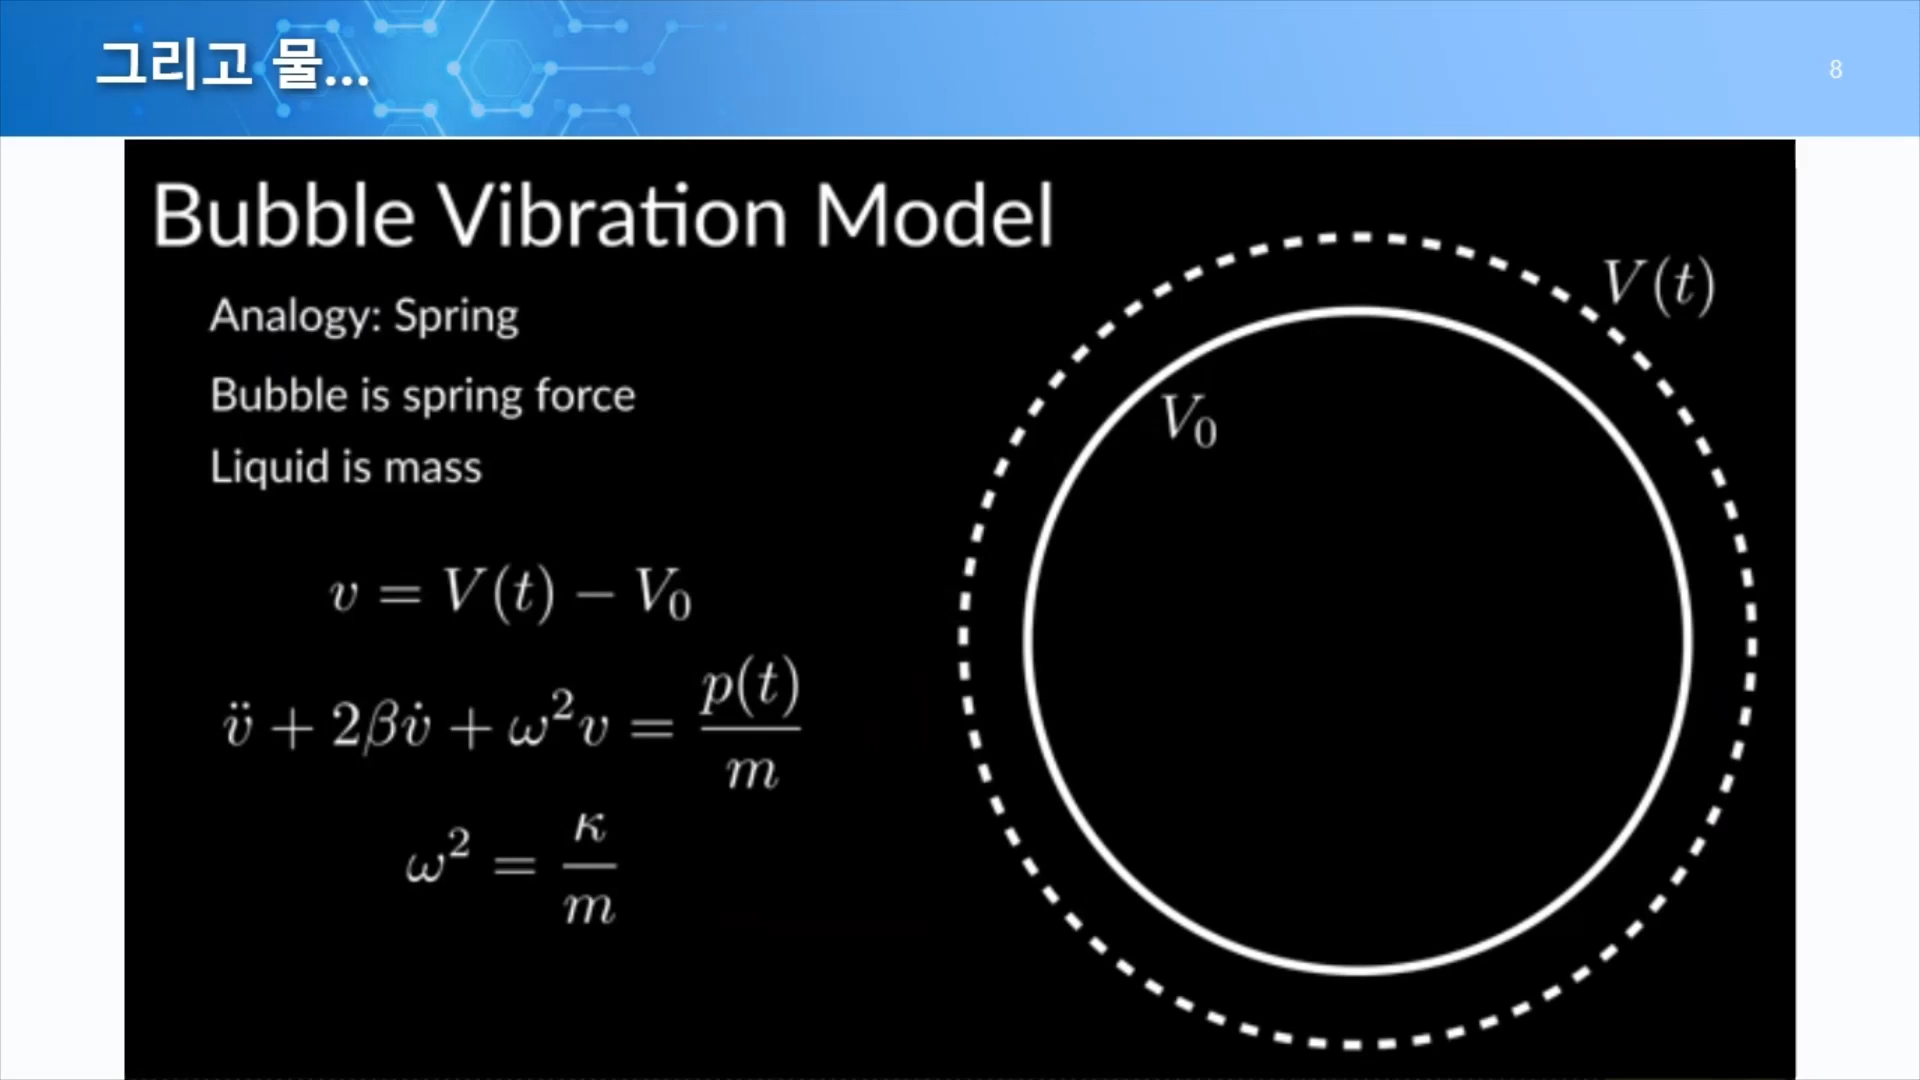 그리고 물...
8
Bubble Vibration Model
Analogy: Spring
Bubble is spring force
Liquid is mass
v = V(t) − V₀
v̈ + 2βv̇ + ω²v = p(t)/m
ω² = κ/m
V(t)
V₀